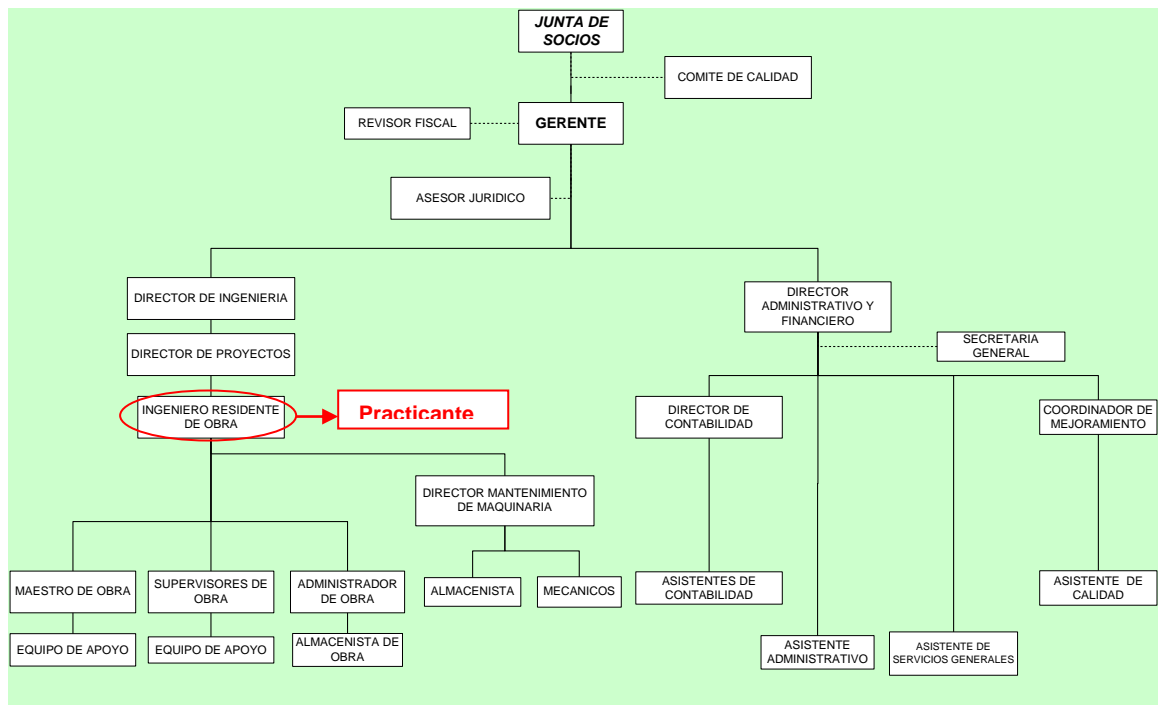 JUNTA DE
SOCIOS
COMITE DE CALIDAD
REVISOR FISCAL
GERENTE
ASESOR JURIDICO
DIRECTOR DE INGENIERIA
DIRECTOR
ADMINISTRATIVO Y
FINANCIERO
SECRETARIA
GENERAL
DIRECTOR DE PROYECTOS
INGENIERO RESIDENTE
DE OBRA
Practicante
DIRECTOR DE
CONTABILIDAD
COORDINADOR DE
MEJORAMIENTO
DIRECTOR MANTENIMIENTO
DE MAQUINARIA
MAESTRO DE OBRA
SUPERVISORES DE
OBRA
ADMINISTRADOR
DE OBRA
ALMACENISTA
MECANICOS
ASISTENTES DE
CONTABILIDAD
ASISTENTE DE
CALIDAD
EQUIPO DE APOYO
EQUIPO DE APOYO
ALMACENISTA DE
OBRA
ASISTENTE
ADMINISTRATIVO
ASISTENTE DE
SERVICIOS GENERALES